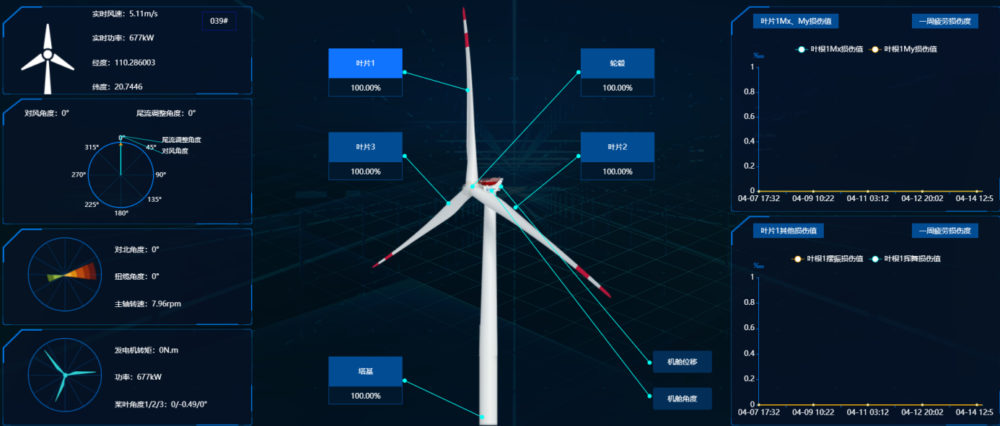 实时风速：5.11m/s
039#
实时功率：677kW
经度：110.286003
纬度：20.7446
对风角度：0°
尾流调整角度：0°
0°
尾流调整角度
315°
45°
对风角度
270°
90°
225°
135°
180°
对北角度：0°
扭缆角度：0°
主轴转速：7.96rpm
发电机转矩：0N.m
功率：677kW
桨叶角度1/2/3：0/-0.49/0°
叶片1
100.00%
轮毂
100.00%
叶片3
100.00%
叶片2
100.00%
塔基
100.00%
机舱位移
机舱角度
叶片1Mx、My损伤值
一周疲劳损伤度
叶根1Mx损伤值
叶根1My损伤值
‱
1
0.8
0.6
0.4
0.2
0
04-07 17:32
04-09 10:22
04-11 03:12
04-12 20:02
04-14 12:5
叶片1其他损伤值
一周疲劳损伤度
叶根1摆振损伤值
叶根1挥舞损伤值
‱
1
0.8
0.6
0.4
0.2
0
04-07 17:32
04-09 10:22
04-11 03:12
04-12 20:02
04-14 12:5